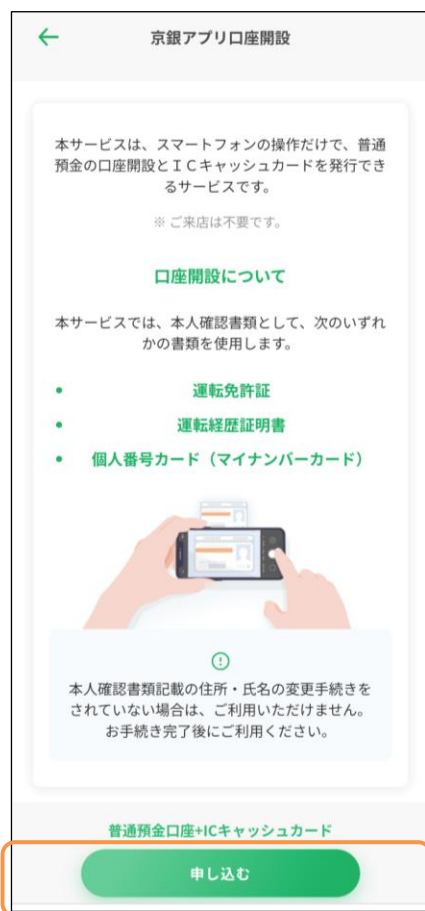 京銀アプリ口座開設
本サービスは、スマートフォンの操作だけで、普通
預金の口座開設とＩＣキャッシュカードを発行でき
るサービスです。
※ ご来店は不要です。
口座開設について
本サービスでは、本人確認書類として、次のいずれ
かの書類を使用します。
• 運転免許証
• 運転経歴証明書
• 個人番号カード（マイナンバーカード）
本人確認書類記載の住所・氏名の変更手続きを
されていない場合は、ご利用いただけません。
お手続き完了後にご利用ください。
普通預金口座+ICキャッシュカード
申し込む